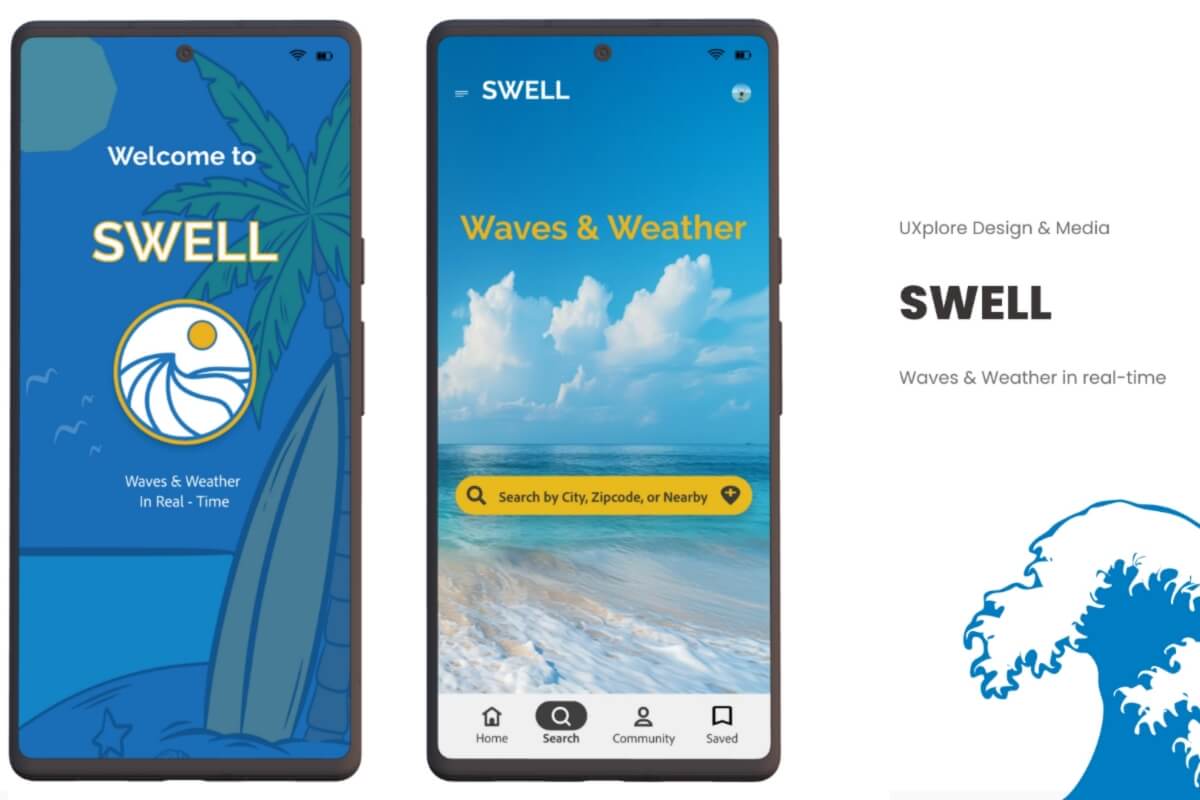 Welcome to
SWELL
Waves & Weather
In Real - Time
SWELL
Waves & Weather
Search by City, Zipcode, or Nearby
Home
Search
Community
Saved
UXplore Design & Media
SWELL
Waves & Weather in real-time